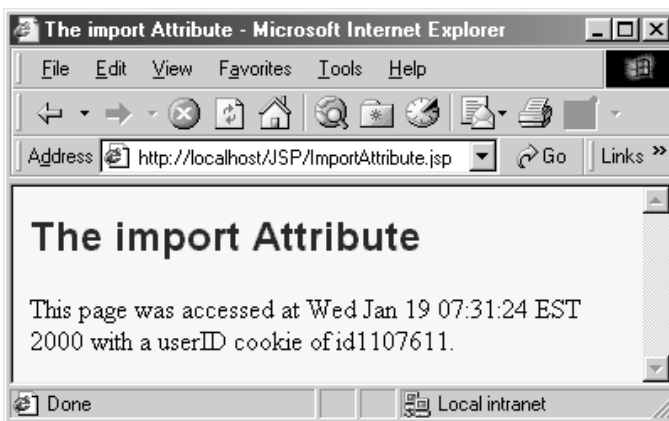 The import Attribute - Microsoft Internet Explorer
File Edit View Favorites Tools Help
Address http://localhost/JSP/ImportAttribute.jsp Go Links »
The import Attribute
This page was accessed at Wed Jan 19 07:31:24 EST
2000 with a userID cookie of id1107611.
Done Local intranet